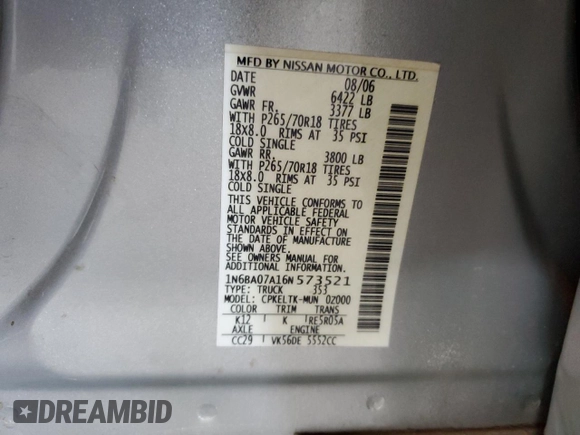 MFD BY NISSAN MOTOR CO., LTD.
DATE 08/06
GVWR 6422 LB
GAWR FR. 3377 LB
WITH P265/70R18 TIRES
18X8.0 RIMS AT 35 PSI
COLD SINGLE
GAWR RR. 3800 LB
WITH P265/70R18 TIRES
18X8.0 RIMS AT 35 PSI
COLD SINGLE
THIS VEHICLE CONFORMS TO
ALL APPLICABLE FEDERAL
MOTOR VEHICLE SAFETY
STANDARDS IN EFFECT ON
THE DATE OF MANUFACTURE
SHOWN ABOVE.
SEE OWNERS MANUAL FOR
AND ADDITIONAL INFORMATION
1N6BA07A16N573521
TYPE: TRUCK 353
MODEL: CPKELTK-MUN 0Z000
COLOR TRIM TRANS
K12 K RE5R05A
AXLE ENGINE
CC29 VK56DE 5552CC
DREAMBID